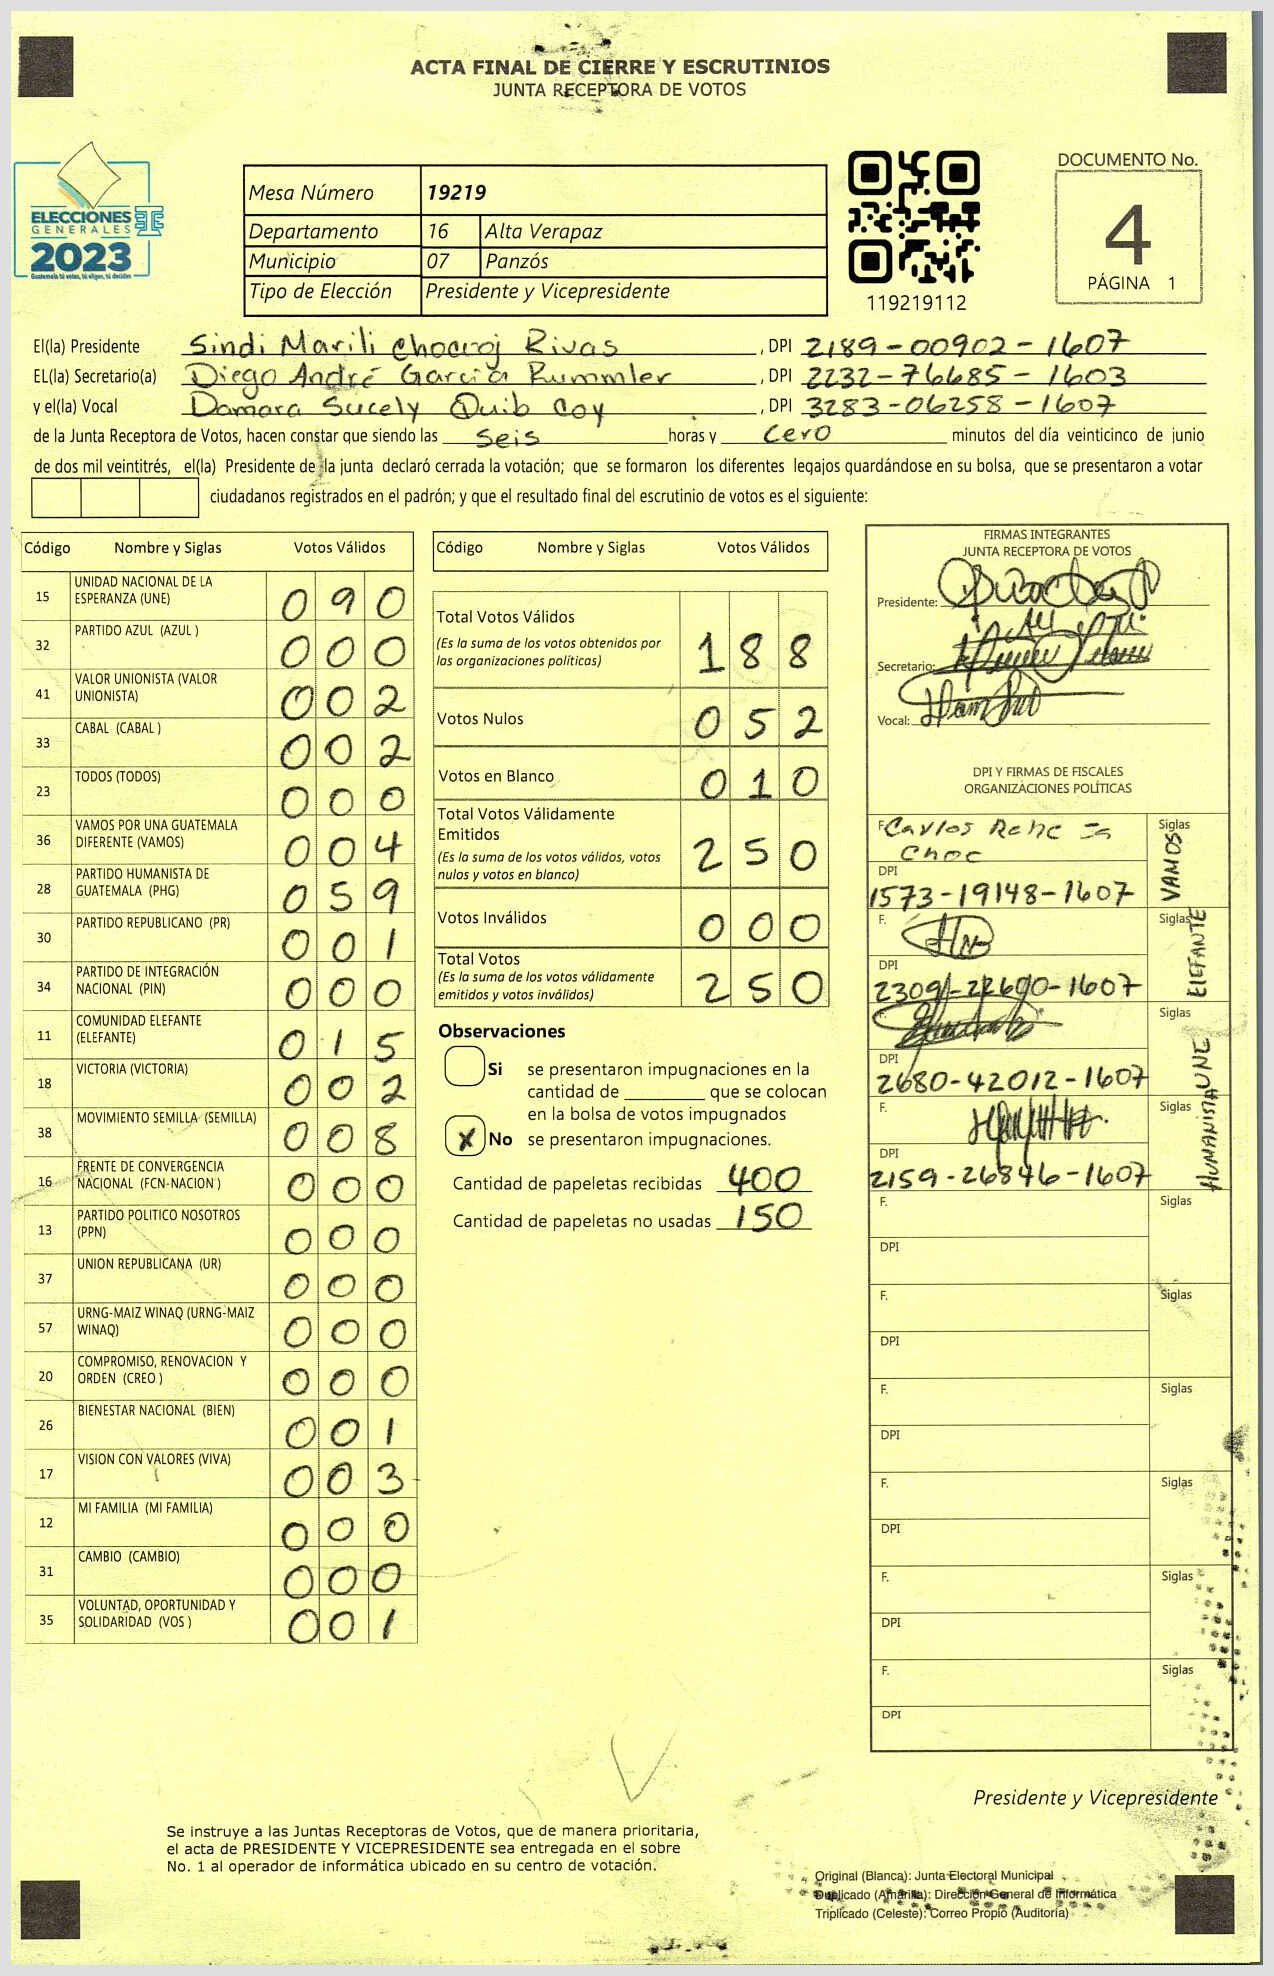 ACTA FINAL DE CIERRE Y ESCRUTINIOS
JUNTA RECEPTORA DE VOTOS
ELECCIONES
GENERALES
2023
Guatemala tú votas, tú eliges, tú decides
Mesa Número 19219
Departamento 16 Alta Verapaz
Municipio 07 Panzós
Tipo de Elección Presidente y Vicepresidente
119219112
DOCUMENTO No.
4
PÁGINA 1
El(la) Presidente Sindi Marili Chocooj Rivas, DPI 2189-00902-1607
EL(la) Secretario(a) Diego André García Rummler, DPI 2232-76685-1603
y el(la) Vocal Damara Sucely Quib Coy, DPI 3283-06258-1607
de la Junta Receptora de Votos, hacen constar que siendo las seis horas y cero minutos del día veinticinco de junio
de dos mil veintitrés, el(la) Presidente de la junta declaró cerrada la votación; que se formaron los diferentes legajos guardándose en su bolsa, que se presentaron a votar
ciudadanos registrados en el padrón; y que el resultado final del escrutinio de votos es el siguiente:
Código Nombre y Siglas Votos Válidos
15 UNIDAD NACIONAL DE LA ESPERANZA (UNE) 0 9 0
32 PARTIDO AZUL (AZUL ) 0 0 0
41 VALOR UNIONISTA (VALOR UNIONISTA) 0 0 2
33 CABAL (CABAL ) 0 0 2
23 TODOS (TODOS) 0 0 0
36 VAMOS POR UNA GUATEMALA DIFERENTE (VAMOS) 0 0 4
28 PARTIDO HUMANISTA DE GUATEMALA (PHG) 0 5 9
30 PARTIDO REPUBLICANO (PR) 0 0 1
34 PARTIDO DE INTEGRACIÓN NACIONAL (PIN) 0 0 0
11 COMUNIDAD ELEFANTE (ELEFANTE) 0 1 5
18 VICTORIA (VICTORIA) 0 0 2
38 MOVIMIENTO SEMILLA (SEMILLA) 0 0 8
16 FRENTE DE CONVERGENCIA NACIONAL (FCN-NACION ) 0 0 0
13 PARTIDO POLITICO NOSOTROS (PPN) 0 0 0
37 UNION REPUBLICANA (UR) 0 0 0
57 URNG-MAIZ WINAQ (URNG-MAIZ WINAQ) 0 0 0
20 COMPROMISO, RENOVACION Y ORDEN (CREO ) 0 0 0
26 BIENESTAR NACIONAL (BIEN) 0 0 1
17 VISION CON VALORES (VIVA) 0 0 3
12 MI FAMILIA (MI FAMILIA) 0 0 0
31 CAMBIO (CAMBIO) 0 0 0
35 VOLUNTAD, OPORTUNIDAD Y SOLIDARIDAD (VOS ) 0 0 1
Código Nombre y Siglas Votos Válidos
Total Votos Válidos 1 8 8
(Es la suma de los votos obtenidos por
las organizaciones políticas)
Votos Nulos 0 5 2
Votos en Blanco 0 1 0
Total Votos Válidamente
Emitidos 2 5 0
(Es la suma de los votos válidos, votos
nulos y votos en blanco)
Votos Inválidos 0 0 0
Total Votos 2 5 0
(Es la suma de los votos válidamente
emitidos y votos inválidos)
Observaciones
Si se presentaron impugnaciones en la
cantidad de ________ que se colocan
en la bolsa de votos impugnados
X No se presentaron impugnaciones.
Cantidad de papeletas recibidas 400
Cantidad de papeletas no usadas 150
FIRMAS INTEGRANTES
JUNTA RECEPTORA DE VOTOS
Presidente:
Secretario:
Vocal:
DPI Y FIRMAS DE FISCALES
ORGANIZACIONES POLÍTICAS
F. Carlos
Choc
Siglas VAMOS
DPI
1573-19148-1607
F.
Siglas ElEFANTE
DPI
2309-22690-1607
F.
Siglas UNE
DPI
2680-42012-1607
F.
Siglas HUMANISTA
DPI
2159-26846-1607
F.
Siglas
DPI
F.
Siglas
DPI
F.
Siglas
DPI
F.
Siglas
DPI
F.
Siglas
DPI
F.
Siglas
DPI
Presidente y Vicepresidente
Se instruye a las Juntas Receptoras de Votos, que de manera prioritaria,
el acta de PRESIDENTE Y VICEPRESIDENTE sea entregada en el sobre
No. 1 al operador de informática ubicado en su centro de votación.
Original (Blanca): Junta Electoral Municipal
Duplicado (Amarilla): Dirección General de Informática
Triplicado (Celeste): Correo Propio (Auditoria)